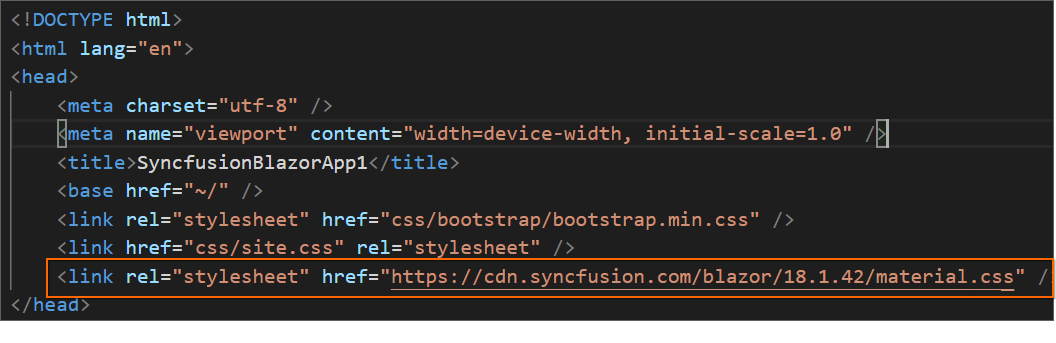 <!DOCTYPE html>
<html lang="en">
<head>
    <meta charset="utf-8" />
    <meta name="viewport" content="width=device-width, initial-scale=1.0" />
    <title>SyncfusionBlazorApp1</title>
    <base href="~/" />
    <link rel="stylesheet" href="css/bootstrap/bootstrap.min.css" />
    <link href="css/site.css" rel="stylesheet" />
    <link rel="stylesheet" href="https://cdn.syncfusion.com/blazor/18.1.42/material.css" /
</head>